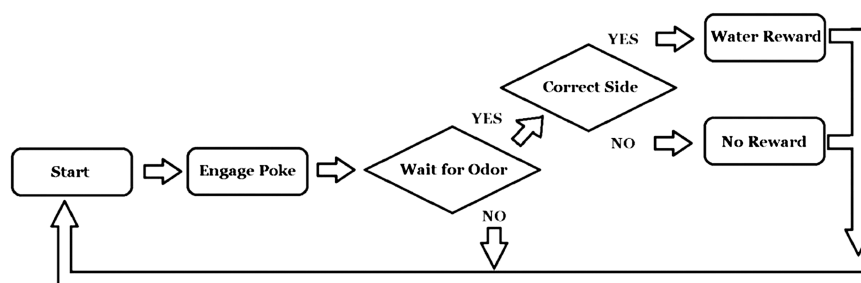 Start
Engage Poke
Wait for Odor
YES
NO
Correct Side
YES
Water Reward
NO
No Reward